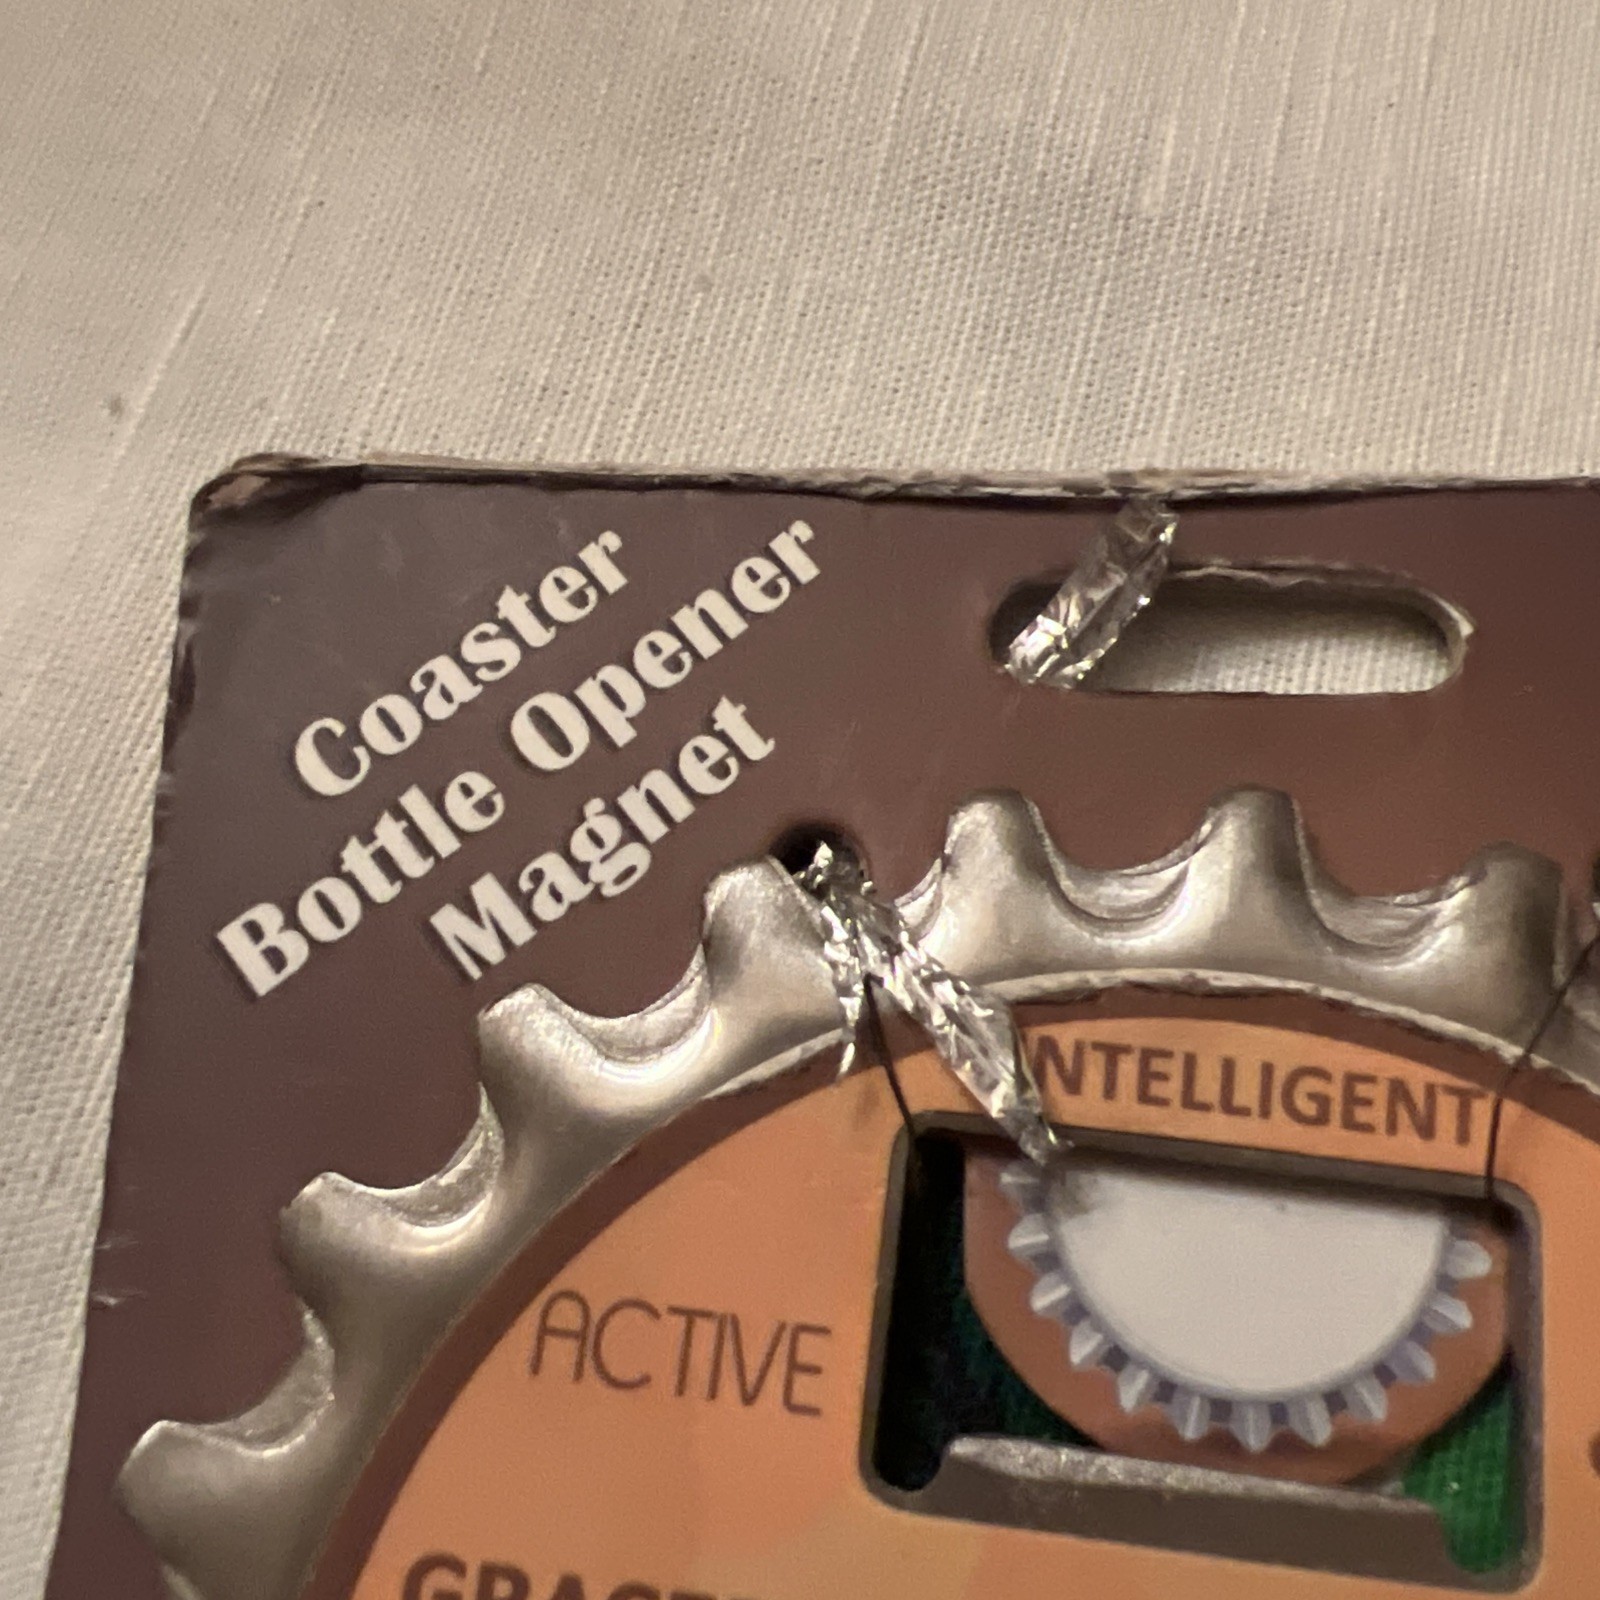 Coaster
Bottle Opener
Magnet
INTELLIGENT
ACTIVE